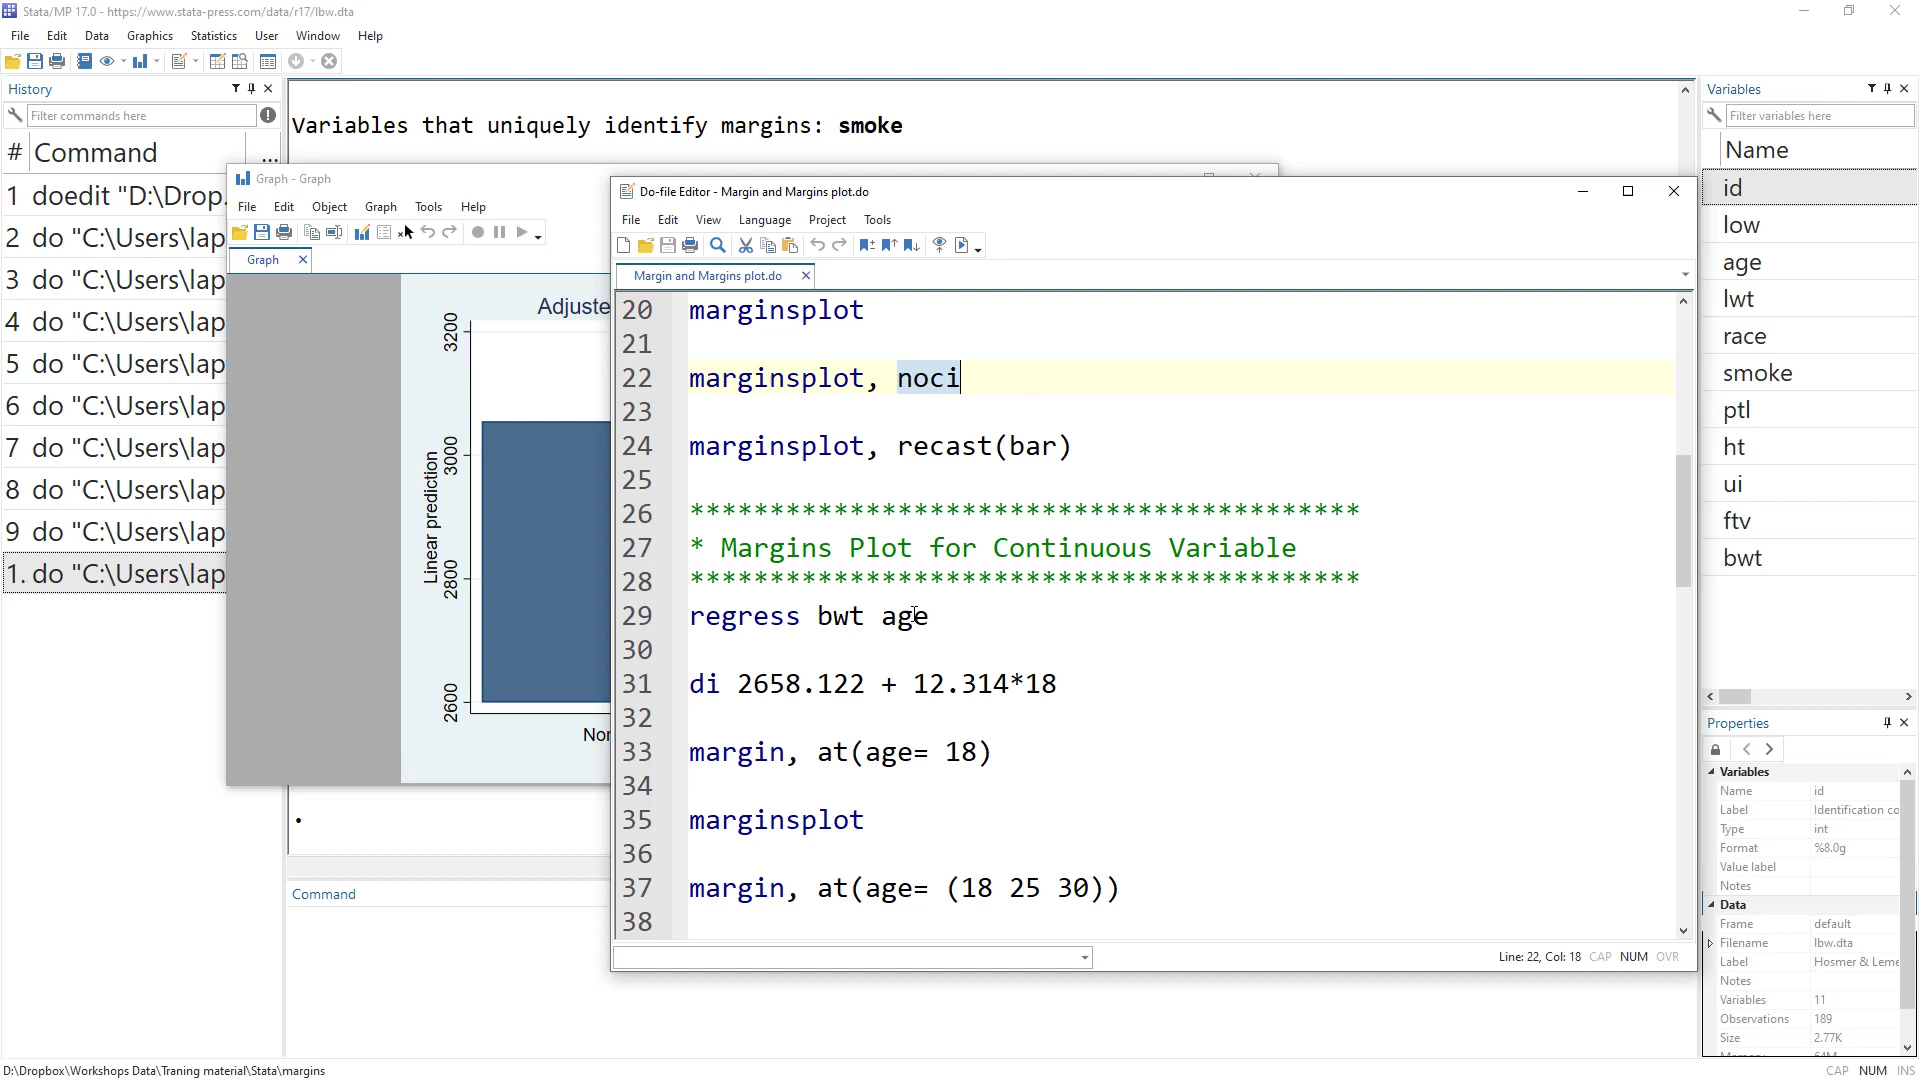 Stata/MP 17.0 - https://www.stata-press.com/data/r17/lbw.dta
File Edit Data Graphics Statistics User Window Help
History
Filter commands here
# Command ...
1 doedit "D:\Drop.
2 do "C:\Users\lap
3 do "C:\Users\lap
4 do "C:\Users\lap
5 do "C:\Users\lap
6 do "C:\Users\lap
7 do "C:\Users\lap
8 do "C:\Users\lap
9 do "C:\Users\lap
1. do "C:\Users\lap
Variables that uniquely identify margins: smoke
Graph - Graph
File Edit Object Graph Tools Help
Graph
Adjuste
Linear prediction
3200
3000
2800
2600
Nor
.
Command
Do-file Editor - Margin and Margins plot.do
File Edit View Language Project Tools
Margin and Margins plot.do
20 marginsplot
21
22 marginsplot, noci
23
24 marginsplot, recast(bar)
25
26 ******************************************
27 * Margins Plot for Continuous Variable
28 ******************************************
29 regress bwt age
30
31 di 2658.122 + 12.314*18
32
33 margin, at(age= 18)
34
35 marginsplot
36
37 margin, at(age= (18 25 30))
38
Line: 22, Col: 18 CAP NUM OVR
Variables
Filter variables here
Name
id
low
age
lwt
race
smoke
ptl
ht
ui
ftv
bwt
Properties
Variables
Name id
Label Identification co
Type int
Format %8.0g
Value label
Notes
Data
Frame default
Filename lbw.dta
Label Hosmer & Leme
Notes
Variables 11
Observations 189
Size 2.77K
Memory 64M
D:\Dropbox\Workshops Data\Traning material\Stata\margins
CAP NUM INS